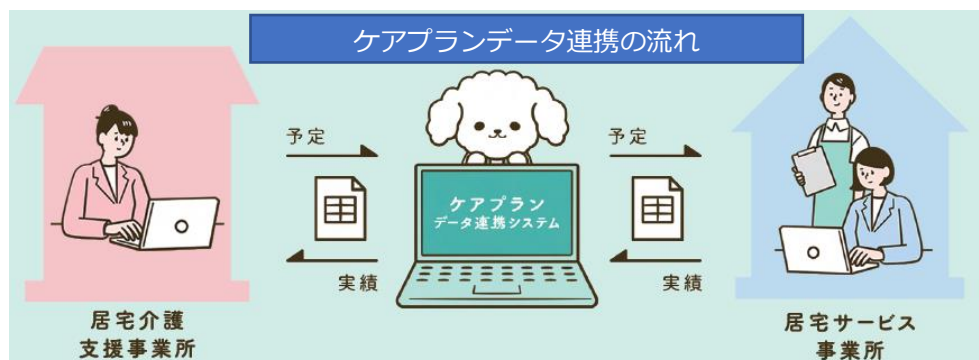 ケアプランデータ連携の流れ
予定
予定
ケアプラン
データ連携システム
実績
実績
居宅介護
支援事業所
居宅サービス
事業所